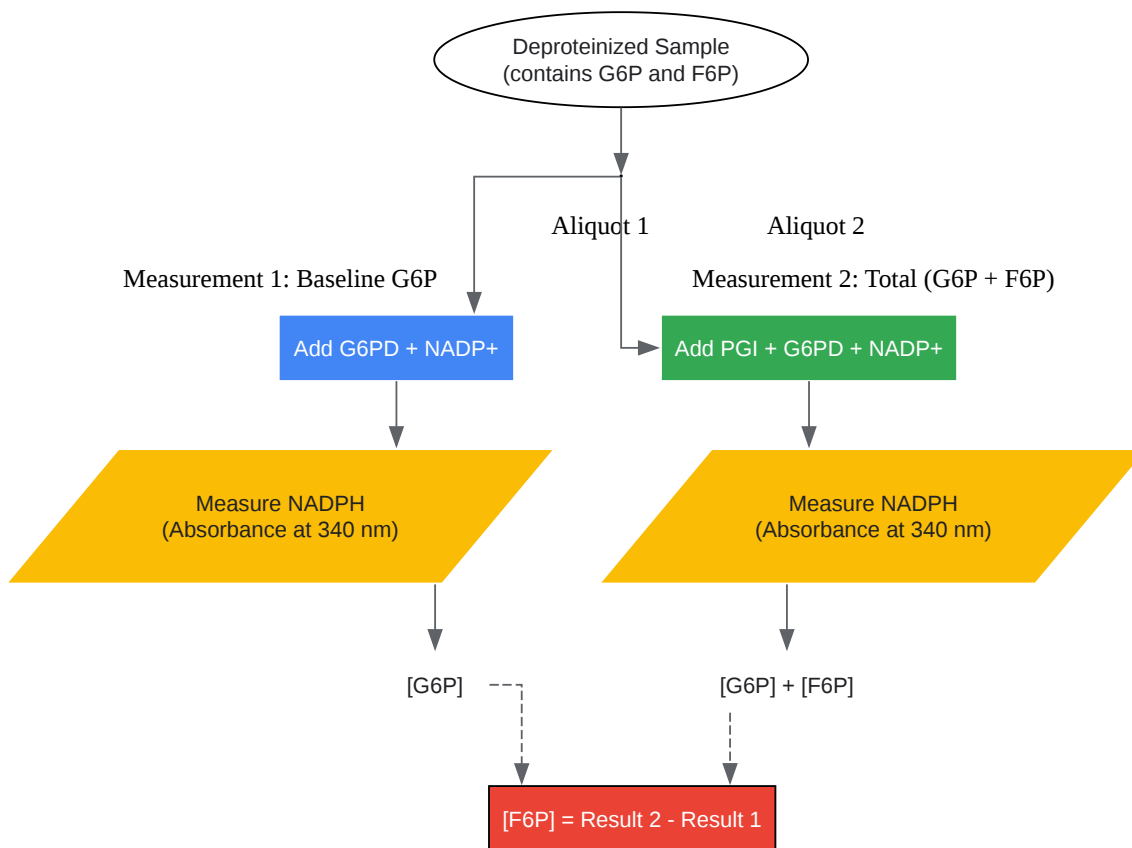 Deproteinized Sample
(contains G6P and F6P)
Aliquot 1
Aliquot 2
Measurement 1: Baseline G6P
Measurement 2: Total (G6P + F6P)
Add G6PD + NADP+
Add PGI + G6PD + NADP+
Measure NADPH
(Absorbance at 340 nm)
Measure NADPH
(Absorbance at 340 nm)
[G6P]
[G6P] + [F6P]
[F6P] = Result 2 - Result 1